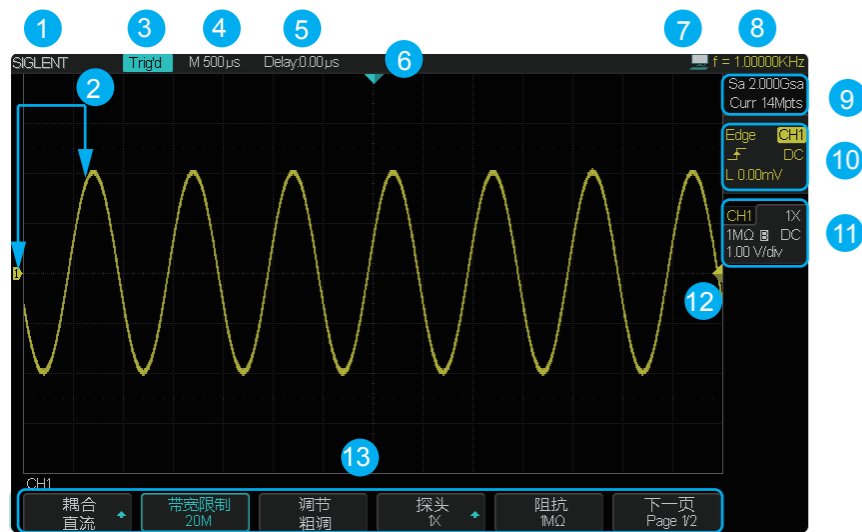 1 3 4 5 7 8
SIGLENT Trig'd M 500µs Delay:0.00µs f = 1.00000KHz
6
2
Sa 2.000Gsa
Curr 14Mpts
9
Edge CH1
DC
L 0.00mV
10
CH1 1X
1MΩ B DC
1.00 V/div
11
1
12
13
CH1
耦合
直流
带宽限制
20M
调节
粗调
探头
1X
阻抗
1MΩ
下一页
Page 1/2